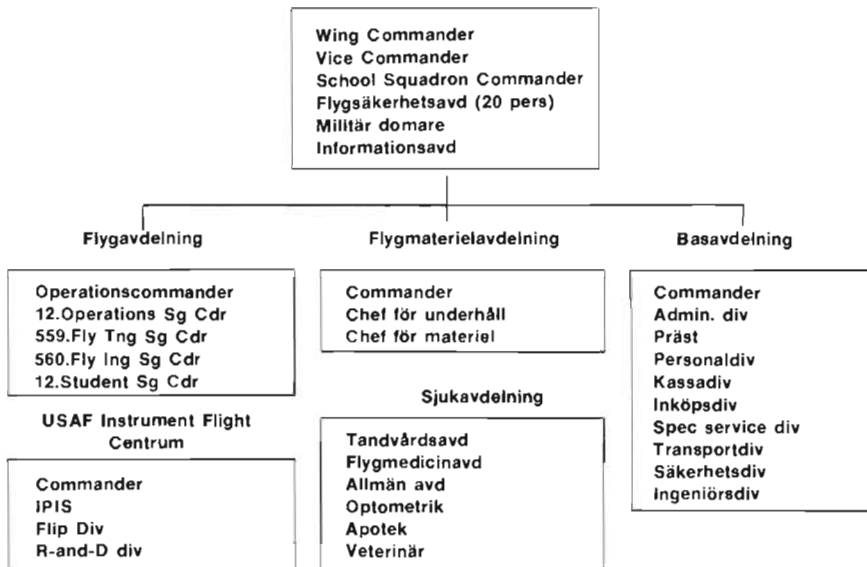 Wing Commander
Vice Commander
School Squadron Commander
Flygsäkerhetsavd (20 pers)
Militär domare
Informationsavd
Flygavdelning
Operationscommander
12.Operations Sg Cdr
559.Fly Tng Sg Cdr
560.Fly Ing Sg Cdr
12.Student Sg Cdr
USAF Instrument Flight
Centrum
Commander
IPIS
Flip Div
R-and-D div
Flygmaterielavdelning
Commander
Chef för underhåll
Chef för materiel
Sjukavdelning
Tandvårdsavd
Flygmedicinavd
Allmän avd
Optometrik
Apotek
Veterinär
Basavdelning
Commander
Admin. div
Präst
Personaldiv
Kassadiv
Inköpsdiv
Spec service div
Transportdiv
Säkerhetsdiv
Ingeniörsdiv